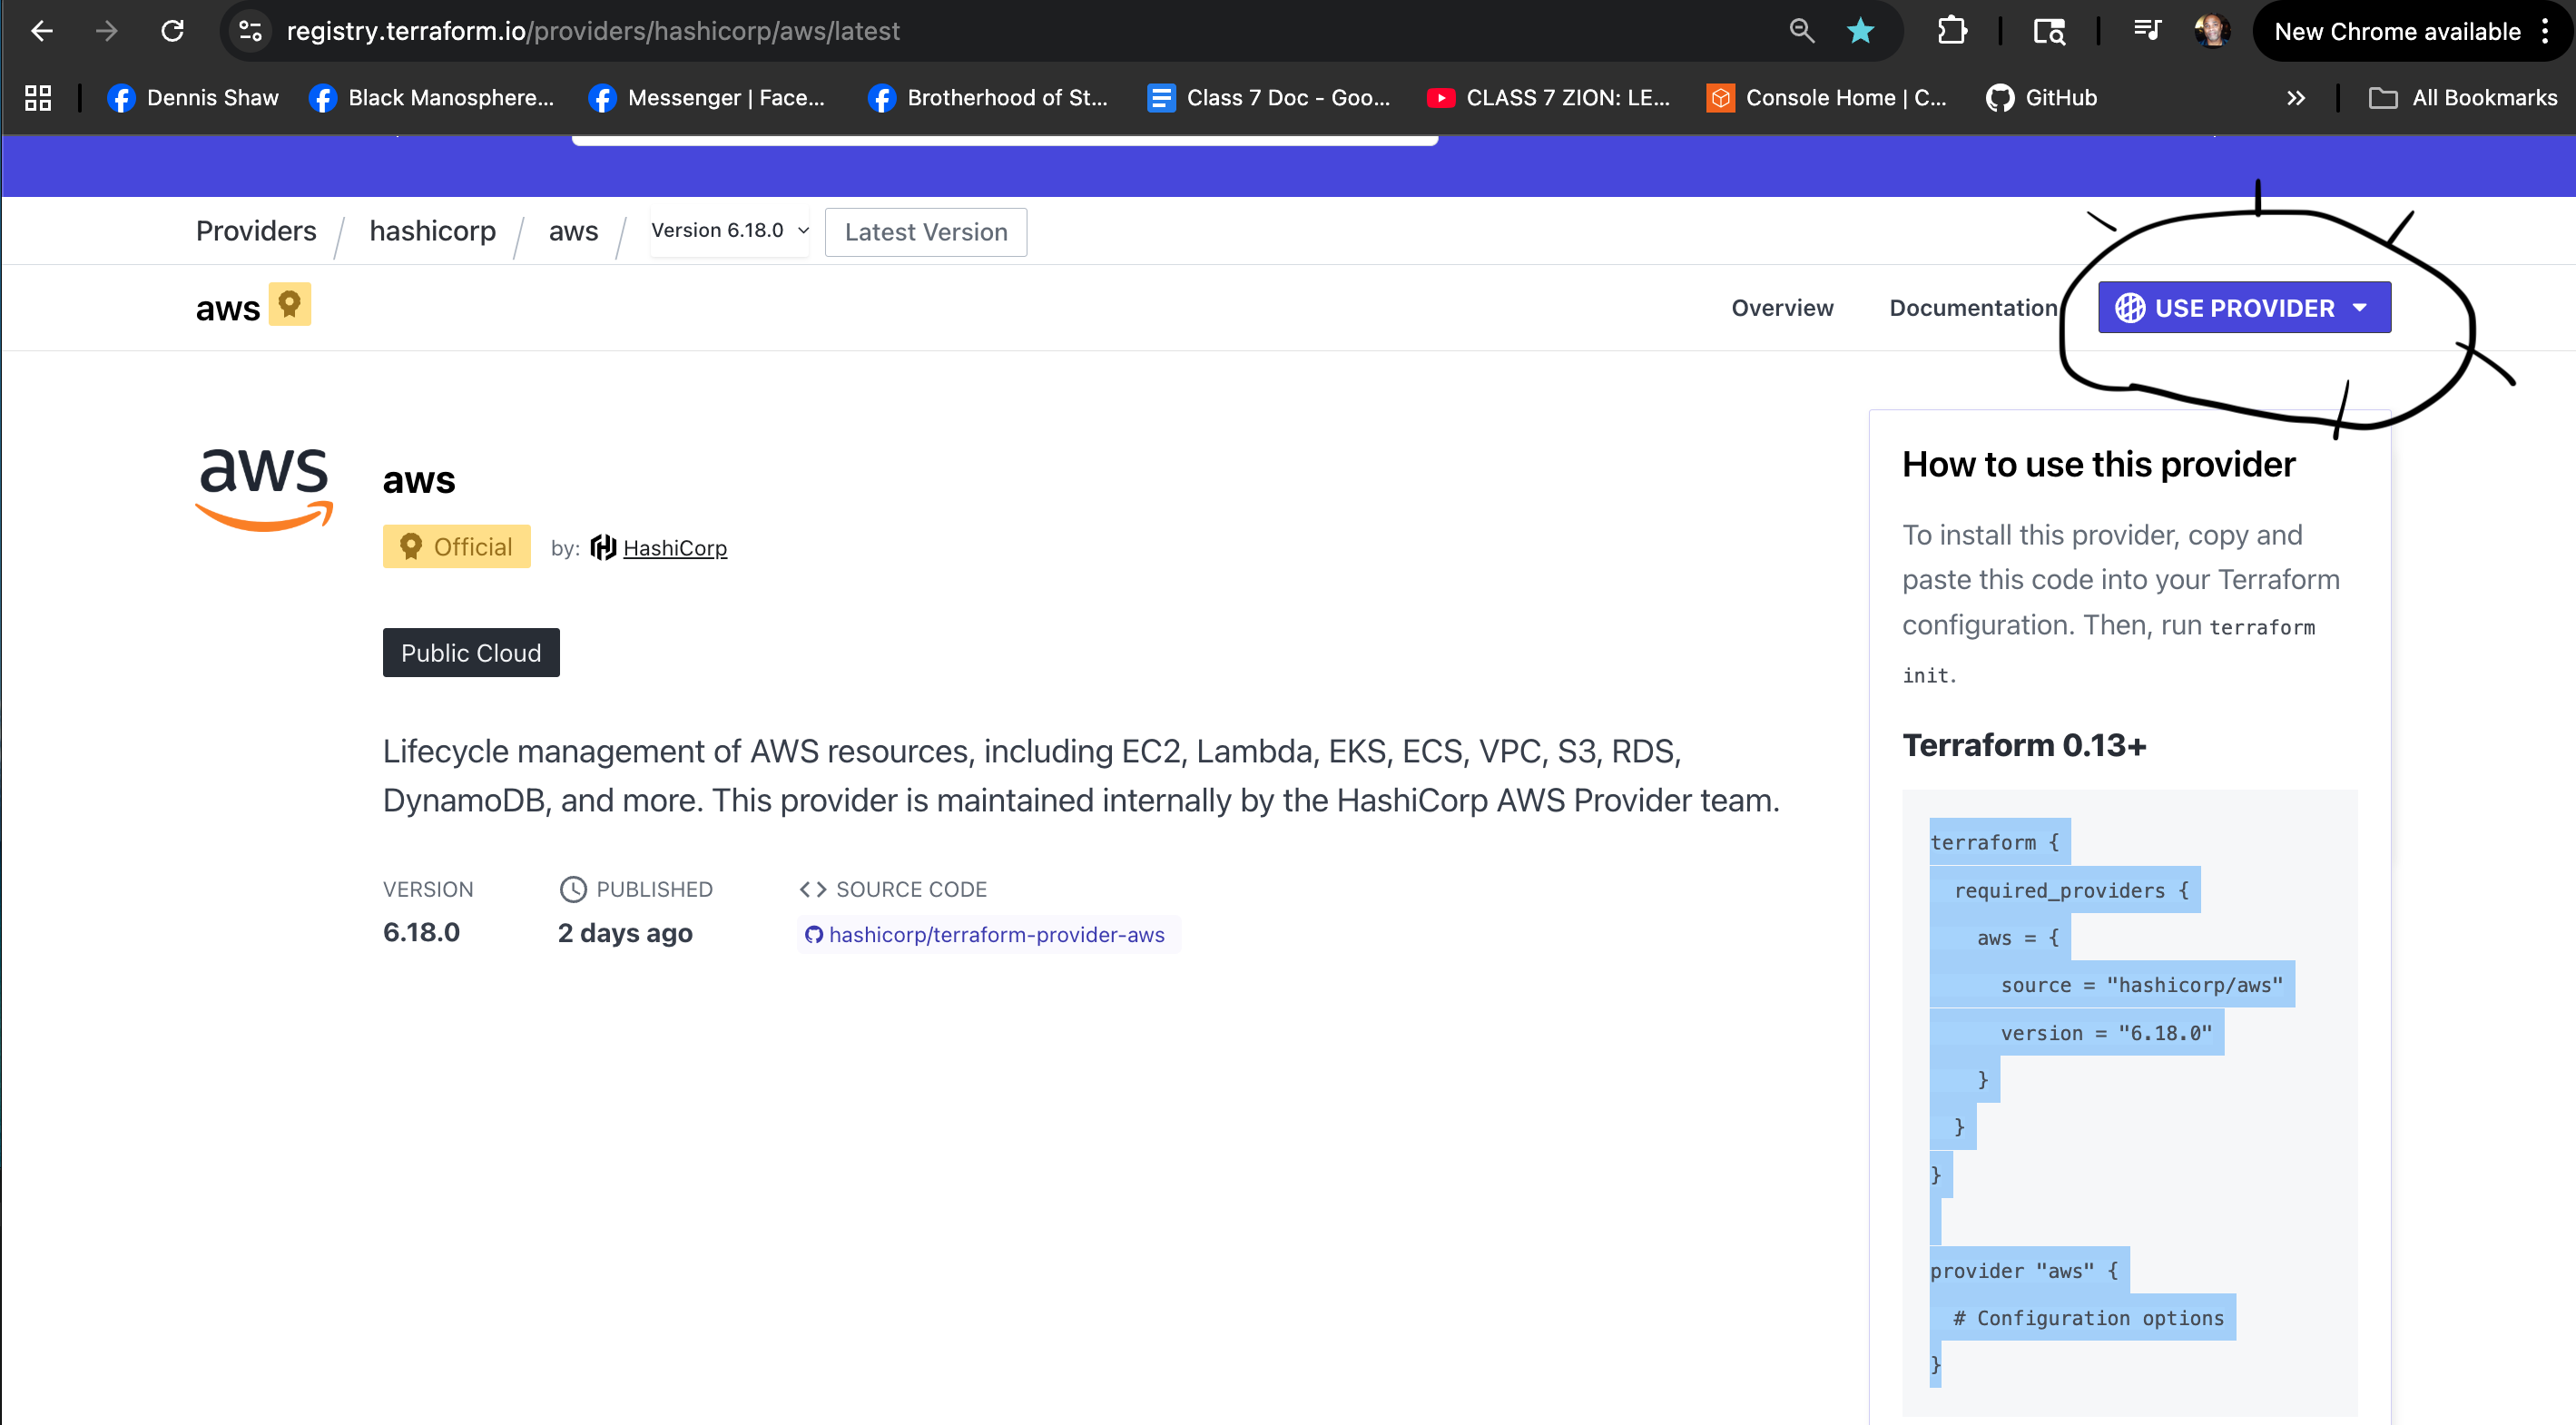 registry.terraform.io/providers/hashicorp/aws/latest
New Chrome available
Dennis Shaw
Black Manosphere...
Messenger | Face...
Brotherhood of St...
Class 7 Doc - Goo...
CLASS 7 ZION: LE...
Console Home | C...
GitHub
All Bookmarks
Providers / hashicorp / aws / Version 6.18.0 Latest Version
aws
Overview
Documentation
USE PROVIDER
aws
aws
Official
by: HashiCorp
Public Cloud
Lifecycle management of AWS resources, including EC2, Lambda, EKS, ECS, VPC, S3, RDS,
DynamoDB, and more. This provider is maintained internally by the HashiCorp AWS Provider team.
VERSION
6.18.0
PUBLISHED
2 days ago
<> SOURCE CODE
hashicorp/terraform-provider-aws
How to use this provider
To install this provider, copy and
paste this code into your Terraform
configuration. Then, run terraform
init.
Terraform 0.13+
terraform {
  required_providers {
    aws = {
      source = "hashicorp/aws"
      version = "6.18.0"
    }
  }
}
provider "aws" {
  # Configuration options
}